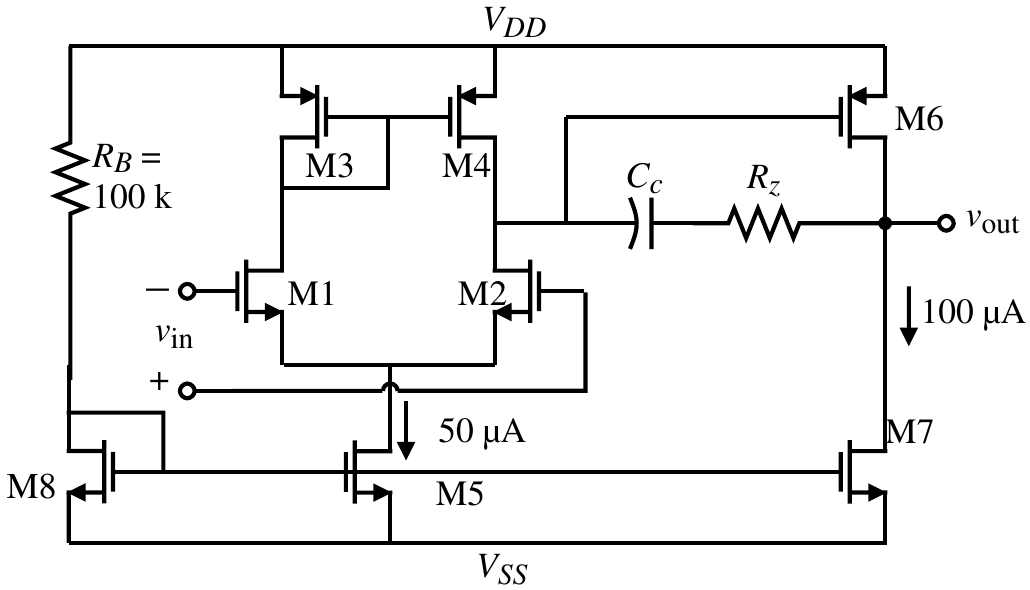 V_DD
M6
R_B =
100 k
M3
M4
C_c
R_z
v_out
−
M1
M2
v_in
100 μA
+
50 μA
M7
M8
M5
V_SS